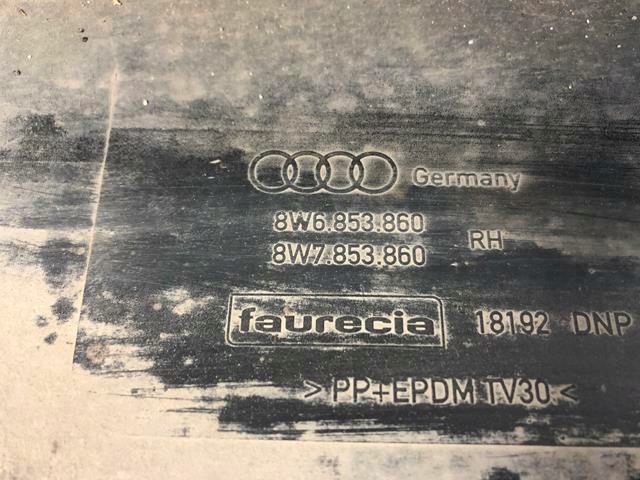 Germany
8W6.853.860
8W7.853.860
RH
faurecia
18192 DNP
> PP+EPDM TV30 <